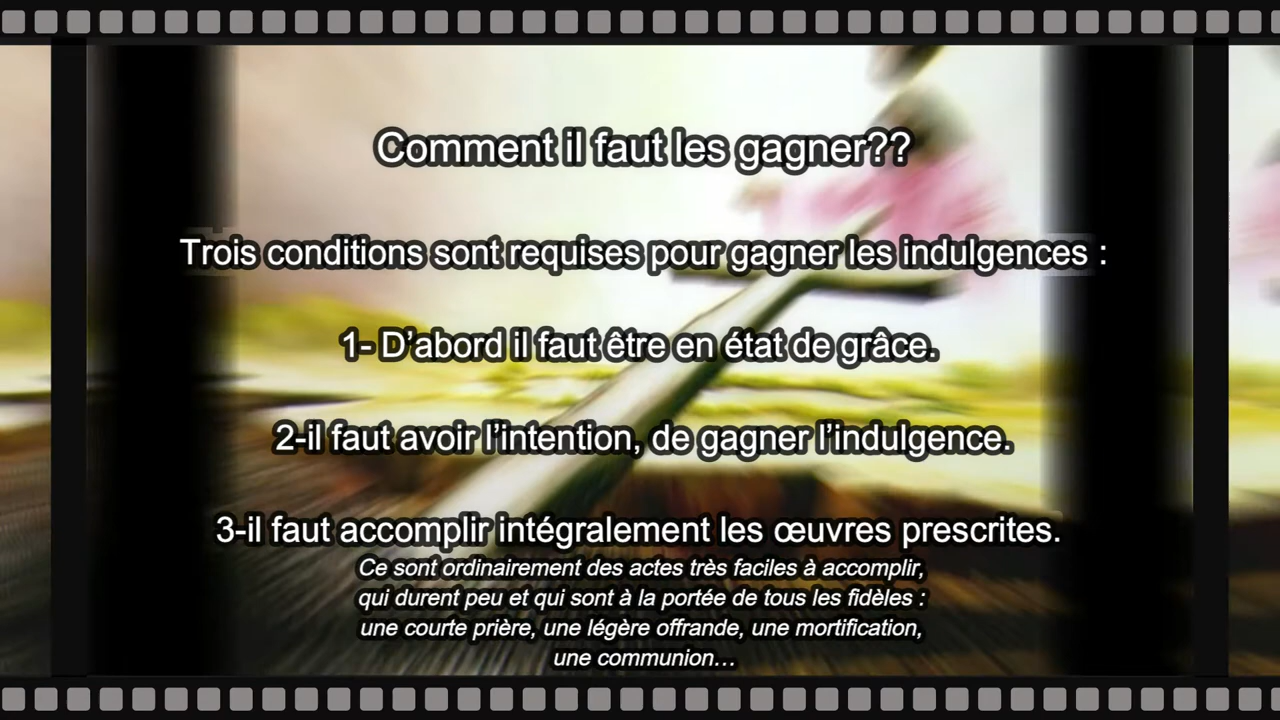 Comment il faut les gagner??
Trois conditions sont requises pour gagner les indulgences :
1- D’abord il faut être en état de grâce.
2-il faut avoir l’intention, de gagner l’indulgence.
3-il faut accomplir intégralement les œuvres prescrites.
Ce sont ordinairement des actes très faciles à accomplir,
qui durent peu et qui sont à la portée de tous les fidèles :
une courte prière, une légère offrande, une mortification,
une communion…